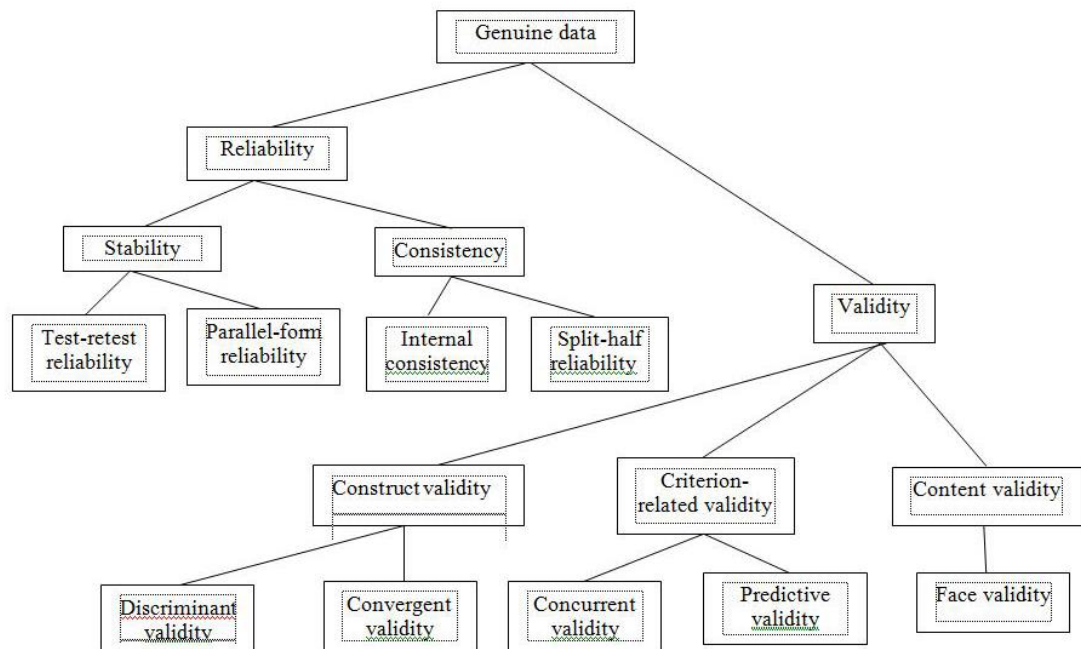 Genuine data
Reliability
Stability
Consistency
Validity
Test-retest
reliability
Parallel-form
reliability
Internal
consistency
Split-half
reliability
Construct validity
Criterion-
related validity
Content validity
Discriminant
validity
Convergent
validity
Concurrent
validity
Predictive
validity
Face validity